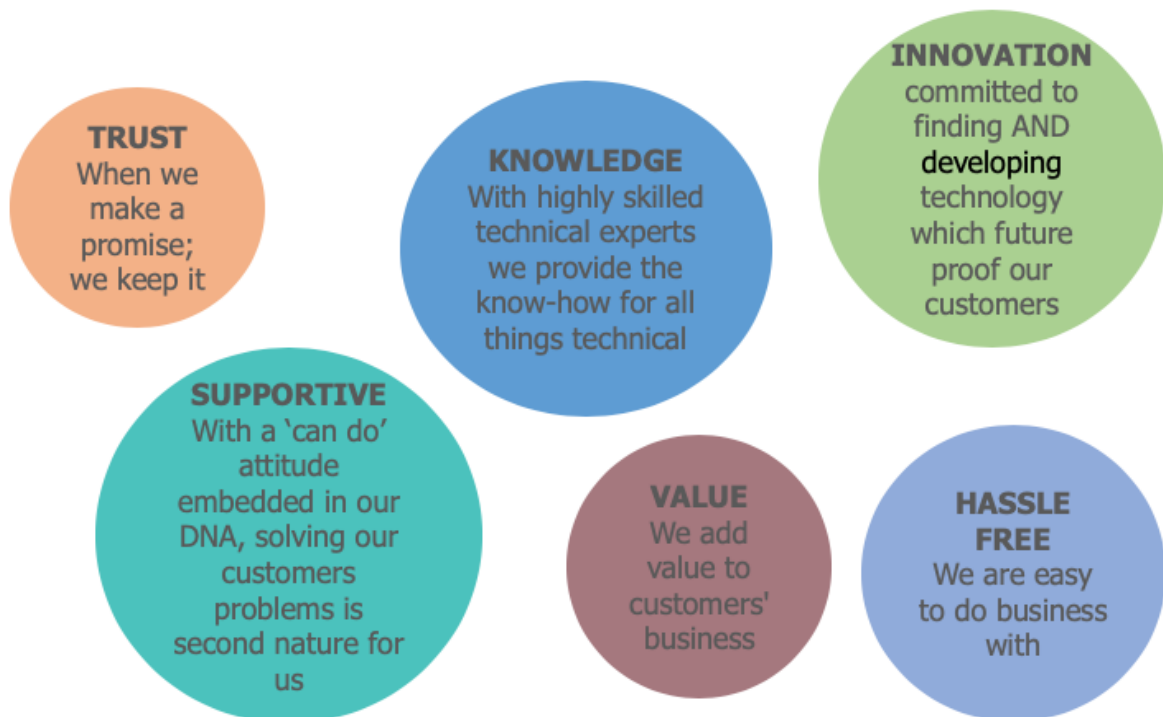 TRUST
When we
make a
promise;
we keep it
KNOWLEDGE
With highly skilled
technical experts
we provide the
know-how for all
things technical
INNOVATION
committed to
finding AND
developing
technology
which future
proof our
customers
SUPPORTIVE
With a ‘can do’
attitude
embedded in our
DNA, solving our
customers
problems is
second nature for
us
VALUE
We add
value to
customers'
business
HASSLE
FREE
We are easy
to do business
with